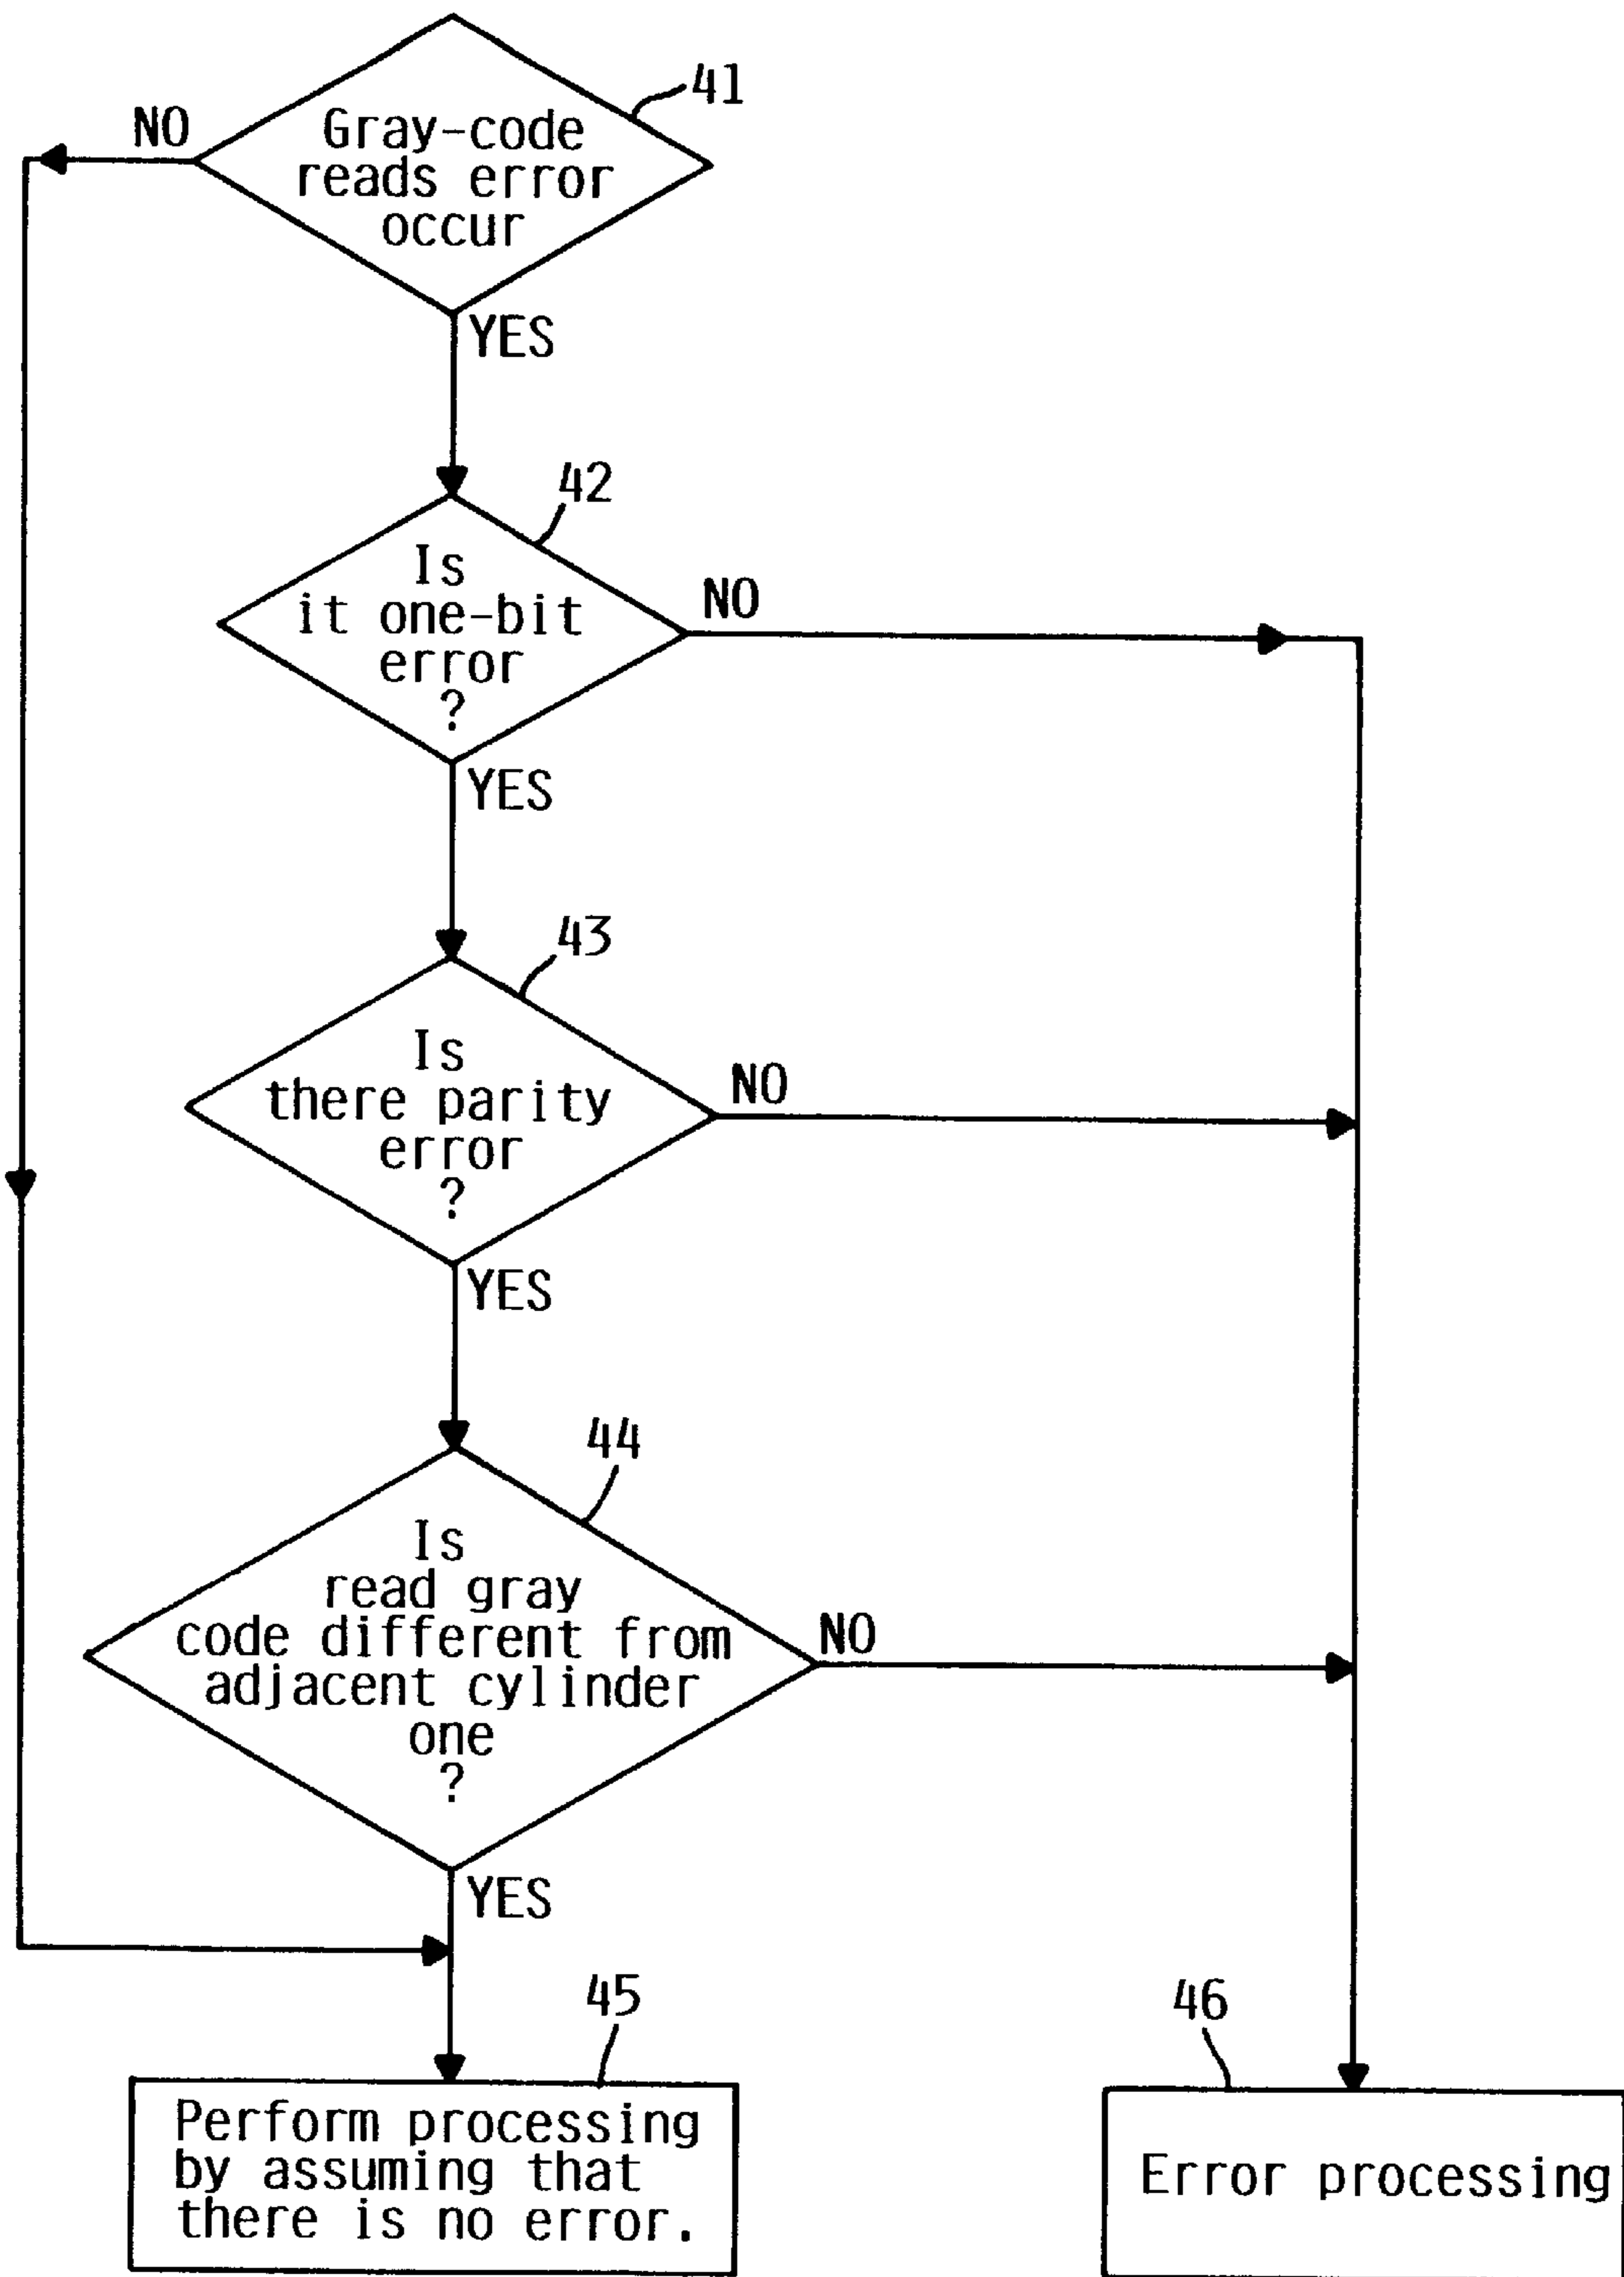 41
NO
Gray-code
reads error
occur
YES
42
Is
it one-bit
error
?
NO
YES
43
Is
there parity
error
?
NO
YES
44
Is
read gray
code different from
adjacent cylinder
one
?
NO
YES
45
Perform processing
by assuming that
there is no error.
46
Error processing